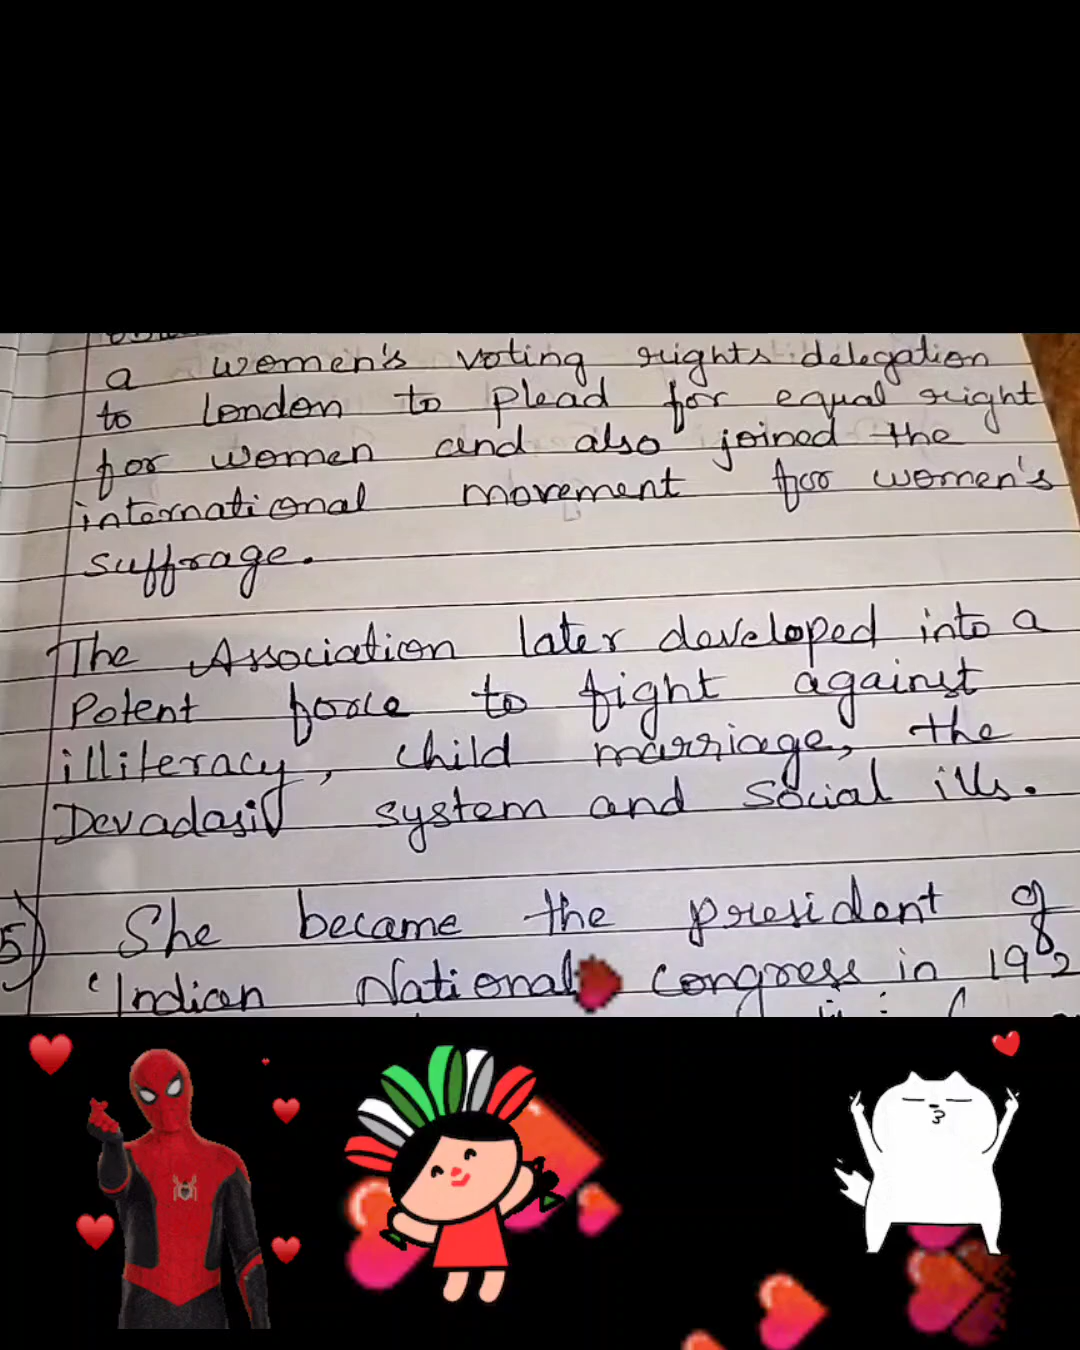 a women's voting rights delegation
to London to plead for equal right
for women and also joined the
international movement for women's
suffrage.
The Association later developed into a
Potent force to fight against
illiteracy, child marriage, the
Devadasi system and social ills.
5) She became the president of
'Indian National Congress in 192